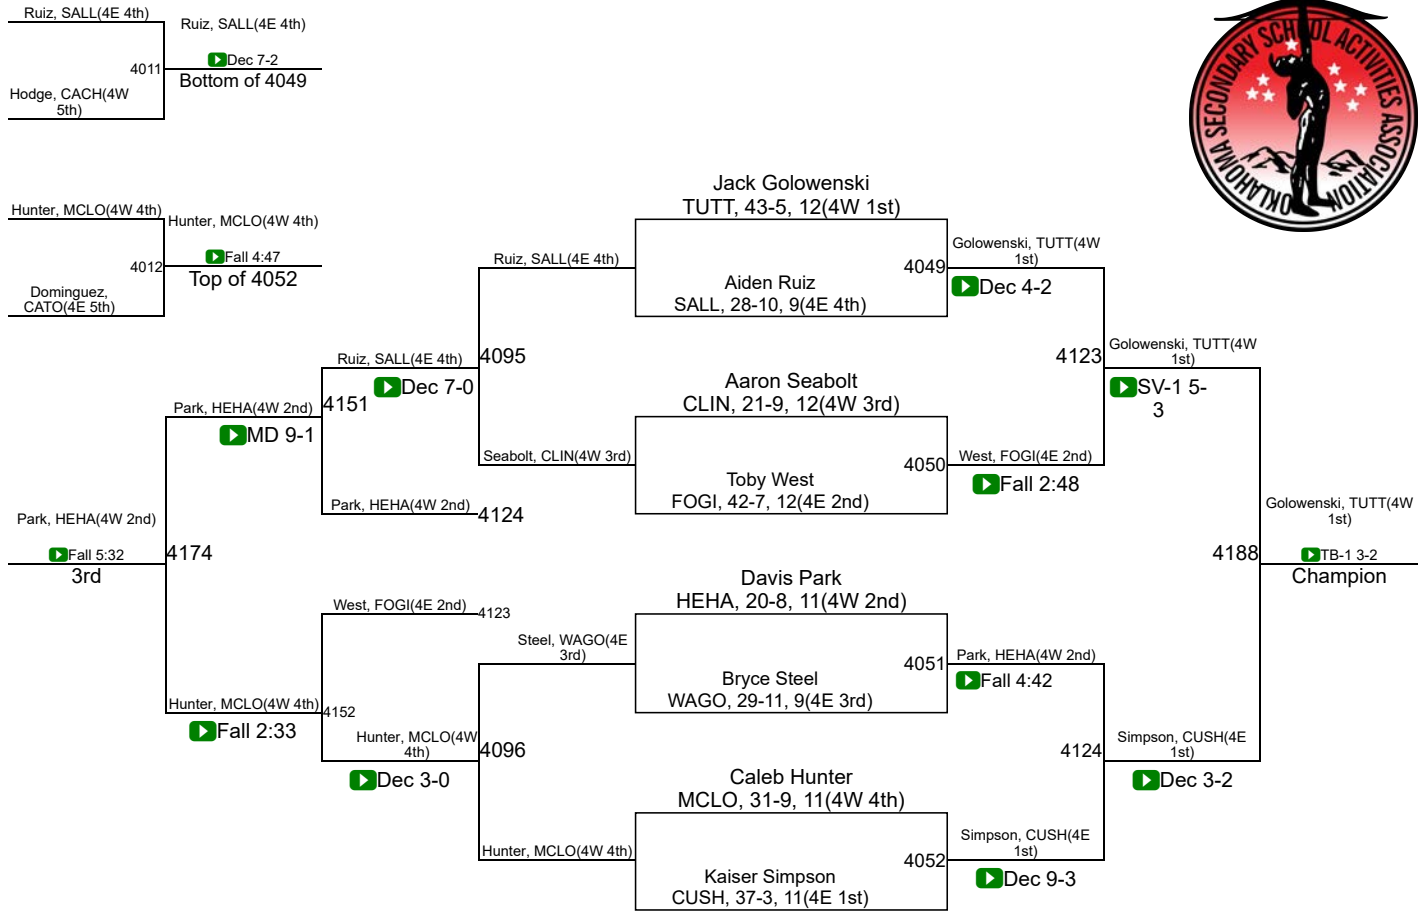 Ruiz, SALL(4E 4th)
Ruiz, SALL(4E 4th)
4011
Dec 7-2
Bottom of 4049
Hodge, CACH(4W
5th)
OKLAHOMA SECONDARY SCHOOL ACTIVITIES ASSOCIATION
Hunter, MCLO(4W 4th)
Hunter, MCLO(4W 4th)
4012
Fall 4:47
Top of 4052
Dominguez,
CATO(4E 5th)
Jack Golowenski
TUTT, 43-5, 12(4W 1st)
Ruiz, SALL(4E 4th)
Aiden Ruiz
SALL, 28-10, 9(4E 4th)
4049
Golowenski, TUTT(4W
1st)
Dec 4-2
Ruiz, SALL(4E 4th)
4095
Dec 7-0
4123
Golowenski, TUTT(4W
1st)
SV-1 5-
3
Aaron Seabolt
CLIN, 21-9, 12(4W 3rd)
Park, HEHA(4W 2nd)
4151
MD 9-1
Seabolt, CLIN(4W 3rd)
Toby West
FOGI, 42-7, 12(4E 2nd)
4050
West, FOGI(4E 2nd)
Fall 2:48
Park, HEHA(4W 2nd)
4124
Park, HEHA(4W 2nd)
4174
Fall 5:32
3rd
Golowenski, TUTT(4W
1st)
4188
TB-1 3-2
Champion
Davis Park
HEHA, 20-8, 11(4W 2nd)
West, FOGI(4E 2nd)
4123
Steel, WAGO(4E
3rd)
Bryce Steel
WAGO, 29-11, 9(4E 3rd)
4051
Park, HEHA(4W 2nd)
Fall 4:42
Hunter, MCLO(4W 4th)
4152
Fall 2:33
Hunter, MCLO(4W
4th)
4096
Dec 3-0
4124
Simpson, CUSH(4E
1st)
Dec 3-2
Caleb Hunter
MCLO, 31-9, 11(4W 4th)
Hunter, MCLO(4W 4th)
Kaiser Simpson
CUSH, 37-3, 11(4E 1st)
4052
Simpson, CUSH(4E
1st)
Dec 9-3